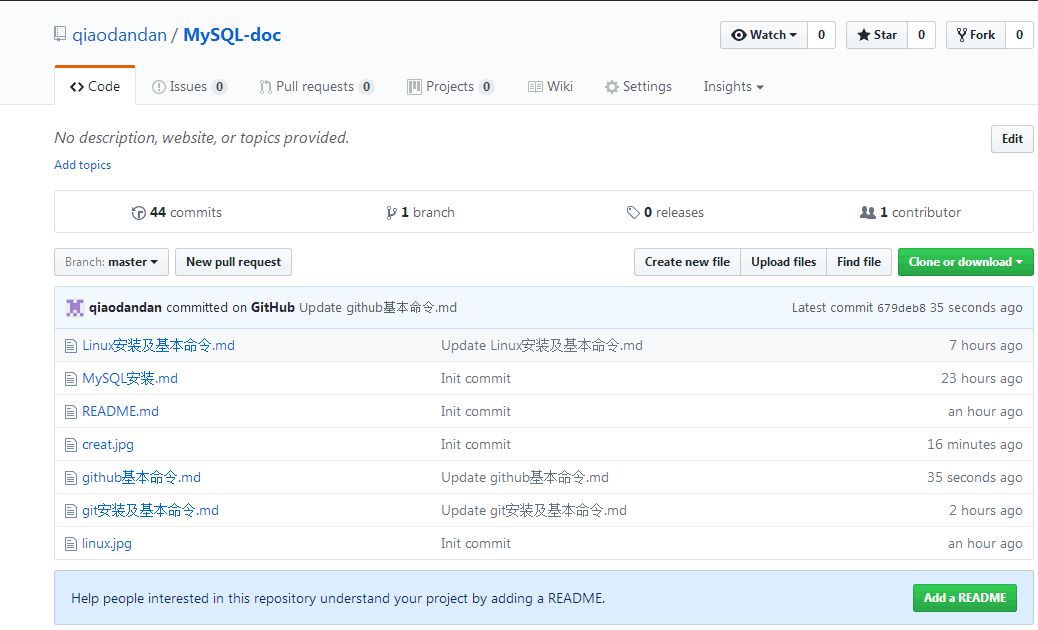 qiaodandan / MySQL-doc Watch 0 Star 0 Fork 0
Code Issues 0 Pull requests 0 Projects 0 Wiki Settings Insights
No description, website, or topics provided. Edit
Add topics
44 commits 1 branch 0 releases 1 contributor
Branch: master New pull request Create new file Upload files Find file Clone or download
qiaodandan committed on GitHub Update github基本命令.md Latest commit 679deb8 35 seconds ago
Linux安装及基本命令.md Update Linux安装及基本命令.md 7 hours ago
MySQL安装.md Init commit 23 hours ago
README.md Init commit an hour ago
creat.jpg Init commit 16 minutes ago
github基本命令.md Update github基本命令.md 35 seconds ago
git安装及基本命令.md Update git安装及基本命令.md 2 hours ago
linux.jpg Init commit an hour ago
Help people interested in this repository understand your project by adding a README. Add a README